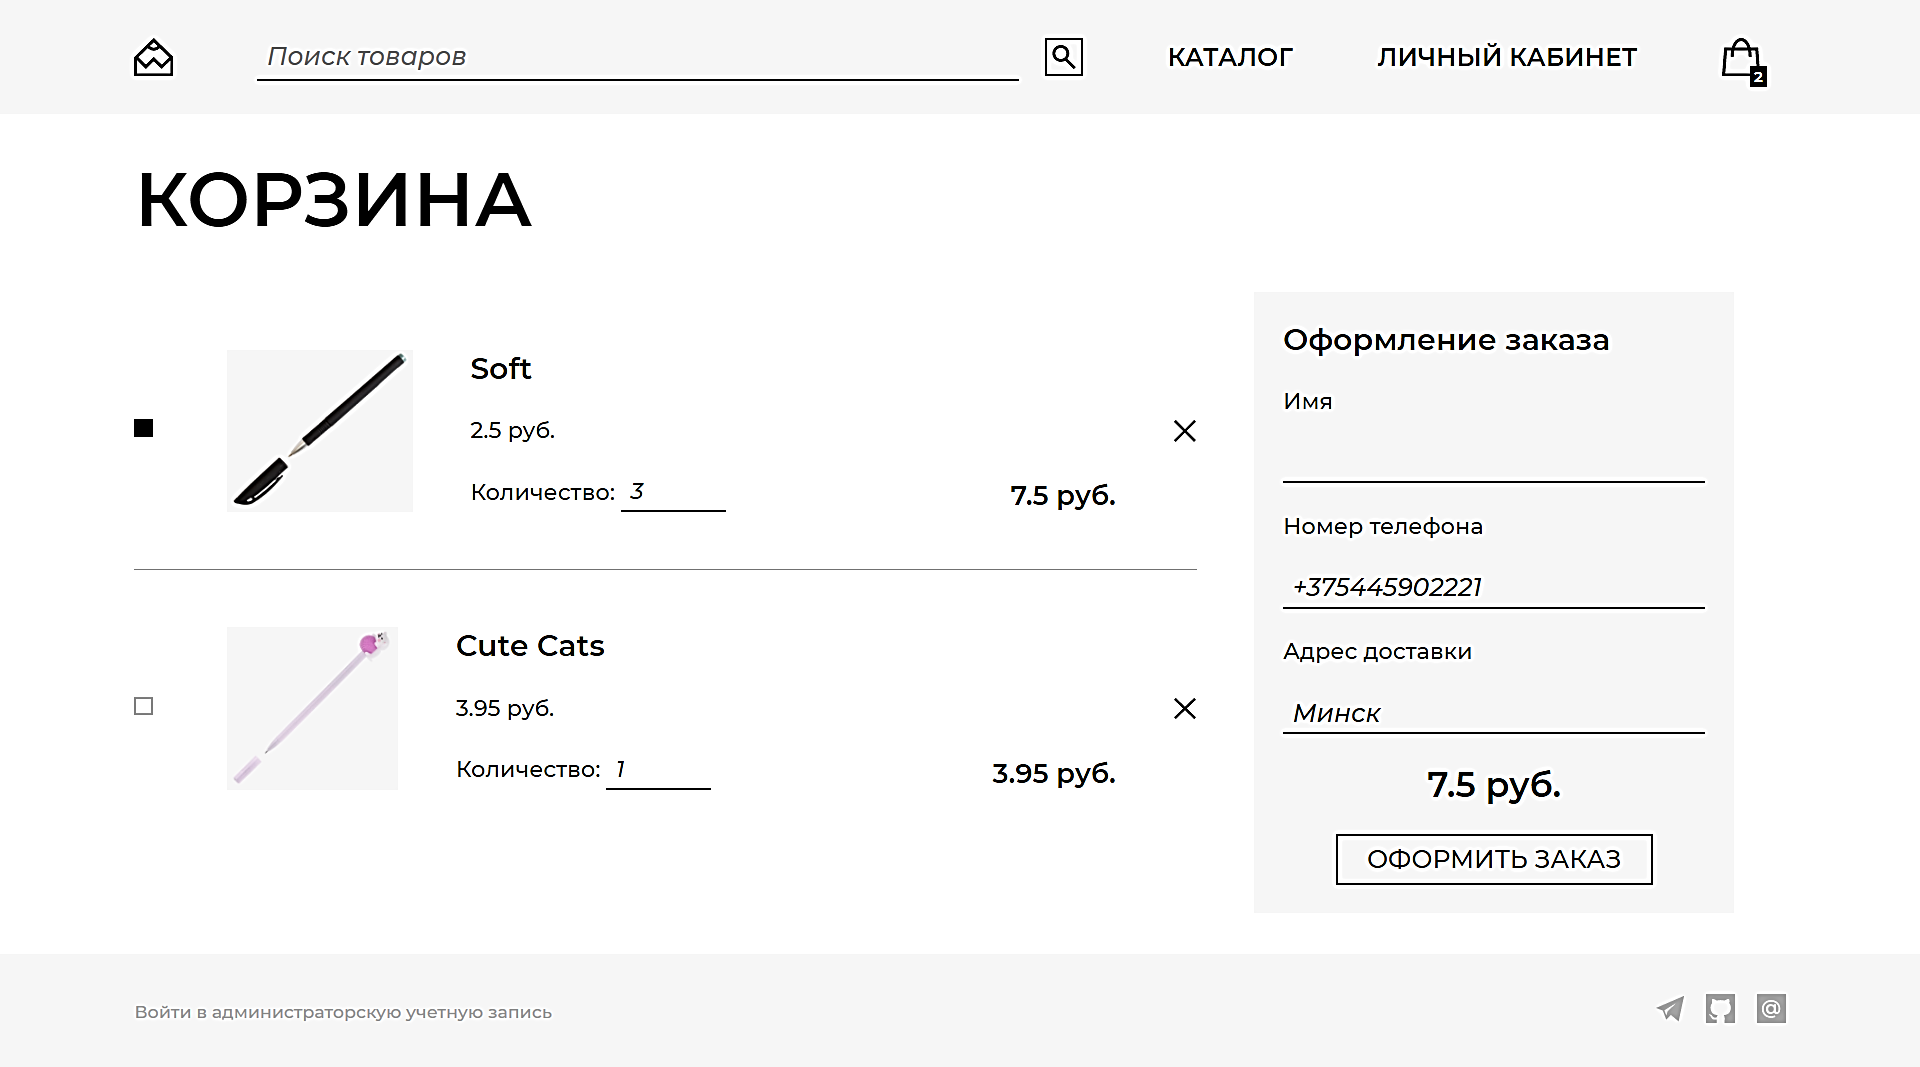 Поиск товаров
КАТАЛОГ
ЛИЧНЫЙ КАБИНЕТ
2
КОРЗИНА
Soft
2.5 руб.
Количество: 3
7.5 руб.
Cute Cats
3.95 руб.
Количество: 1
3.95 руб.
Оформление заказа
Имя
Номер телефона
+375445902221
Адрес доставки
Минск
7.5 руб.
ОФОРМИТЬ ЗАКАЗ
Войти в администраторскую учетную запись
@